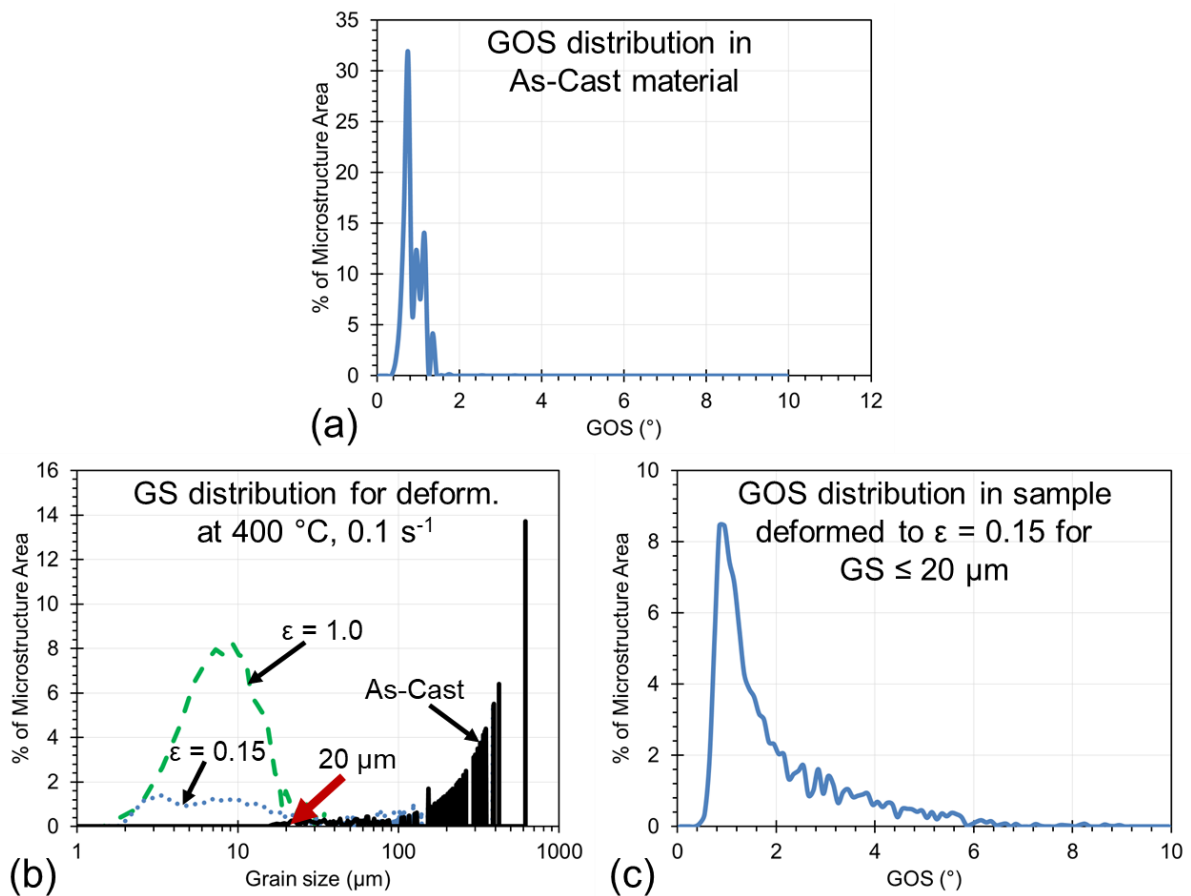 GOS distribution in
As-Cast material
% of Microstructure Area
35
30
25
20
15
10
5
0
0 2 4 6 8 10 12
GOS (°)
(a)
GS distribution for deform.
at 400 °C, 0.1 s-1
% of Microstructure Area
16
14
12
10
8
6
4
2
0
ε = 1.0
As-Cast
ε = 0.15
20 µm
1 10 100 1000
Grain size (µm)
(b)
GOS distribution in sample
deformed to ε = 0.15 for
GS ≤ 20 µm
% of Microstructure Area
10
8
6
4
2
0
0 2 4 6 8 10
GOS (°)
(c)